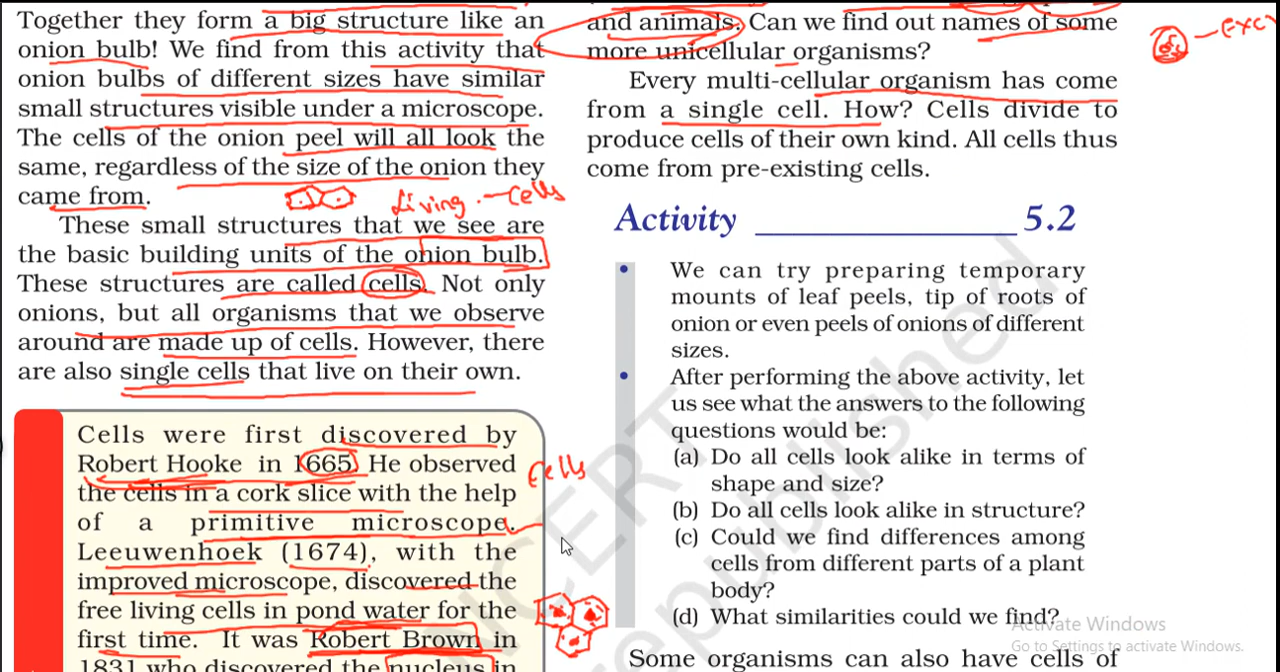 Together they form a big structure like an
onion bulb! We find from this activity that
onion bulbs of different sizes have similar
small structures visible under a microscope.
The cells of the onion peel will all look the
same, regardless of the size of the onion they
came from.
Living - cells
These small structures that we see are
the basic building units of the onion bulb.
These structures are called cells. Not only
onions, but all organisms that we observe
around are made up of cells. However, there
are also single cells that live on their own.
Cells were first discovered by
Robert Hooke in 1665. He observed
the cells in a cork slice with the help
of a primitive microscope.
Leeuwenhoek (1674), with the
improved microscope, discovered the
free living cells in pond water for the
first time. It was Robert Brown in
1831 who discovered the nucleus in
cells
and animals. Can we find out names of some
more unicellular organisms?
Every multi-cellular organism has come
from a single cell. How? Cells divide to
produce cells of their own kind. All cells thus
come from pre-existing cells.
Activity 5.2
• We can try preparing temporary
mounts of leaf peels, tip of roots of
onion or even peels of onions of different
sizes.
• After performing the above activity, let
us see what the answers to the following
questions would be:
(a) Do all cells look alike in terms of
shape and size?
(b) Do all cells look alike in structure?
(c) Could we find differences among
cells from different parts of a plant
body?
(d) What similarities could we find?
Some organisms can also have cells of
Activate Windows
Go to Settings to activate Windows.
NCERT
republished